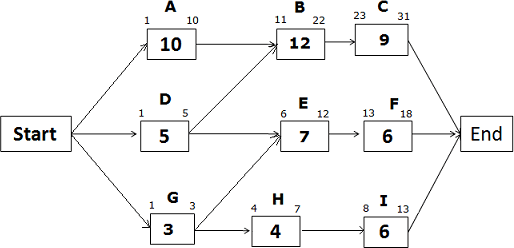 A B C
1 10 11 22 23 31
10 12 9
D E F
1 5 6 12 13 18
Start 5 7 6 End
G H I
1 3 4 7 8 13
3 4 6